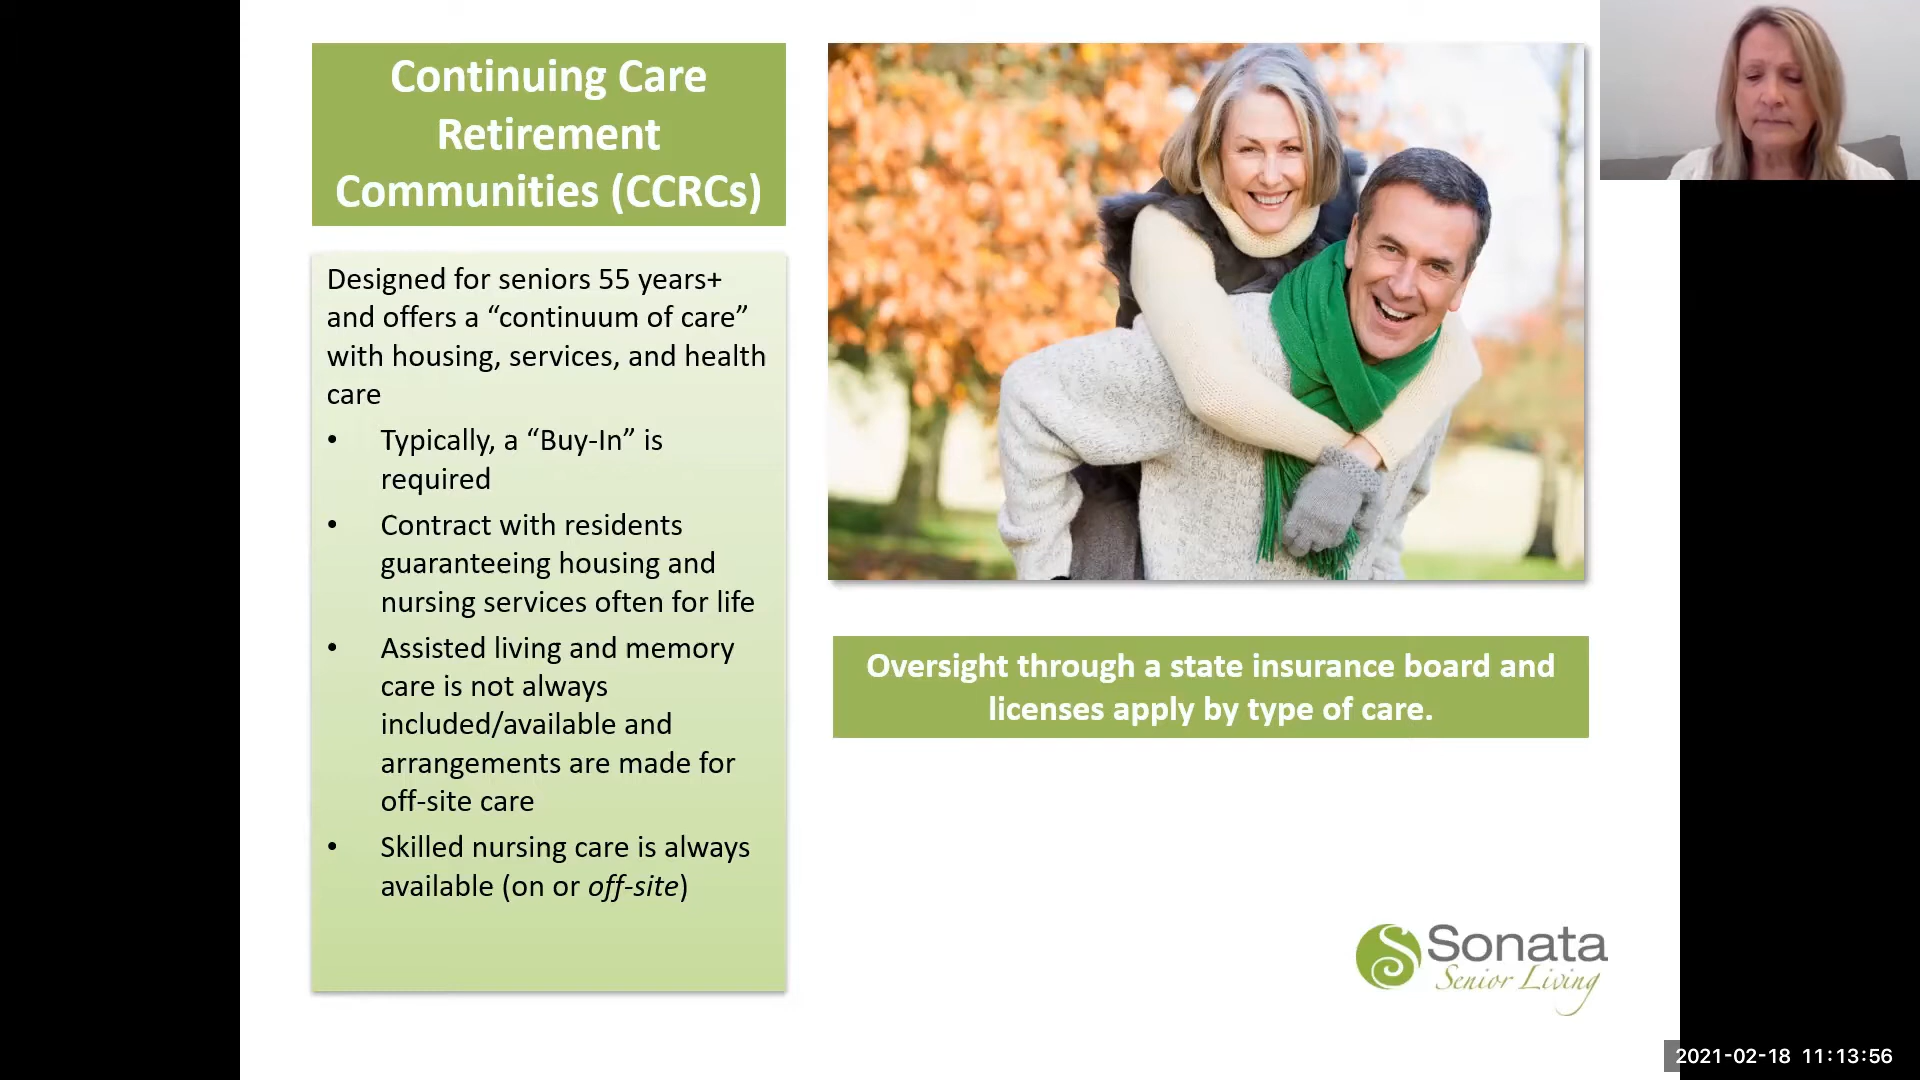 Continuing Care
Retirement
Communities (CCRCs)
Designed for seniors 55 years+
and offers a “continuum of care”
with housing, services, and health
care
• Typically, a “Buy-In” is
required
• Contract with residents
guaranteeing housing and
nursing services often for life
• Assisted living and memory
care is not always
included/available and
arrangements are made for
off-site care
• Skilled nursing care is always
available (on or off-site)
Oversight through a state insurance board and
licenses apply by type of care.
Sonata
Senior Living
2021-02-18 11:13:56